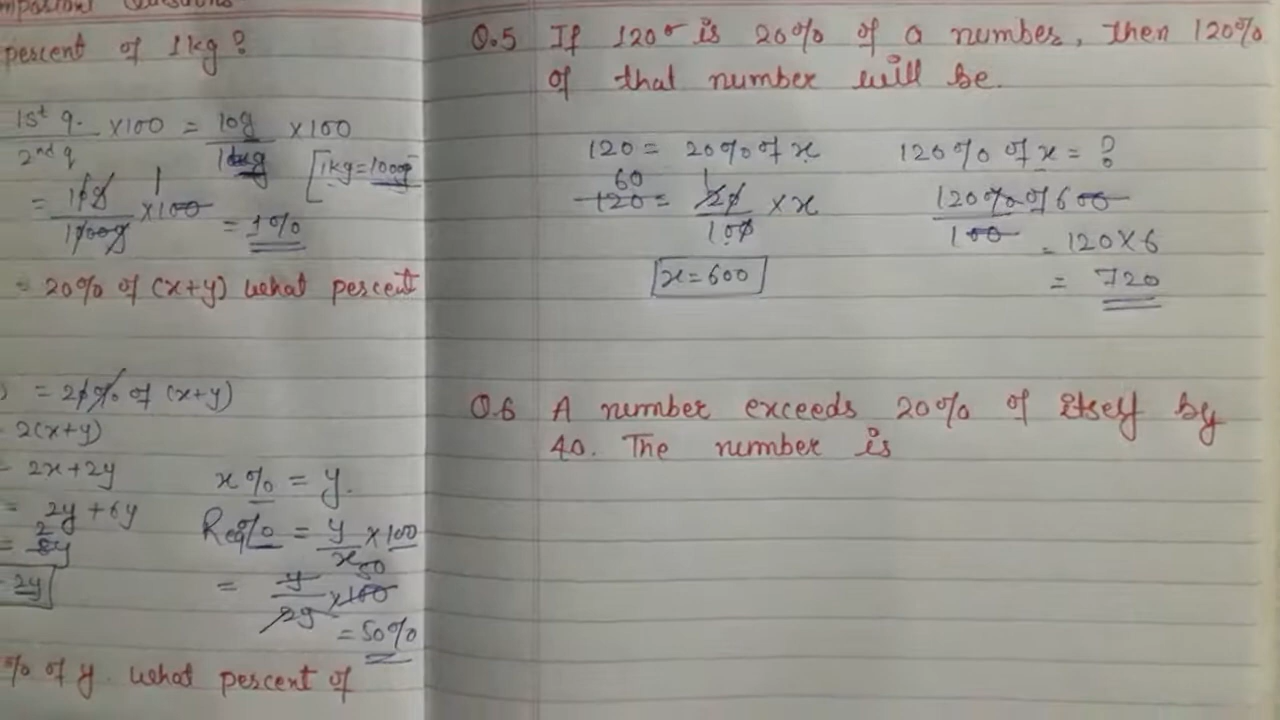 percent of 1kg ?
1st q. ×100 = 10g ×100
2nd q 1kg [1kg=1000g
= 10g ×100 = 1%
1000g
= 20% of (x+y) what percent
= 20% of (x+y)
2(x+y)
2x+2y
= 2y+6y
= 8y
2y
x% = y.
Req% = y ×100
x
= y ×100
2y
50
= 50%
% of y. what percent of
Q.5 If 120 is 20% of a number, then 120%
of that number will be.
120 = 20% of x
60 1
120 = 20 × x
100
x = 600
120% of x = ?
120% of 600
100
= 120×6
= 720
Q.6 A number exceeds 20% of itself by
40. The number is